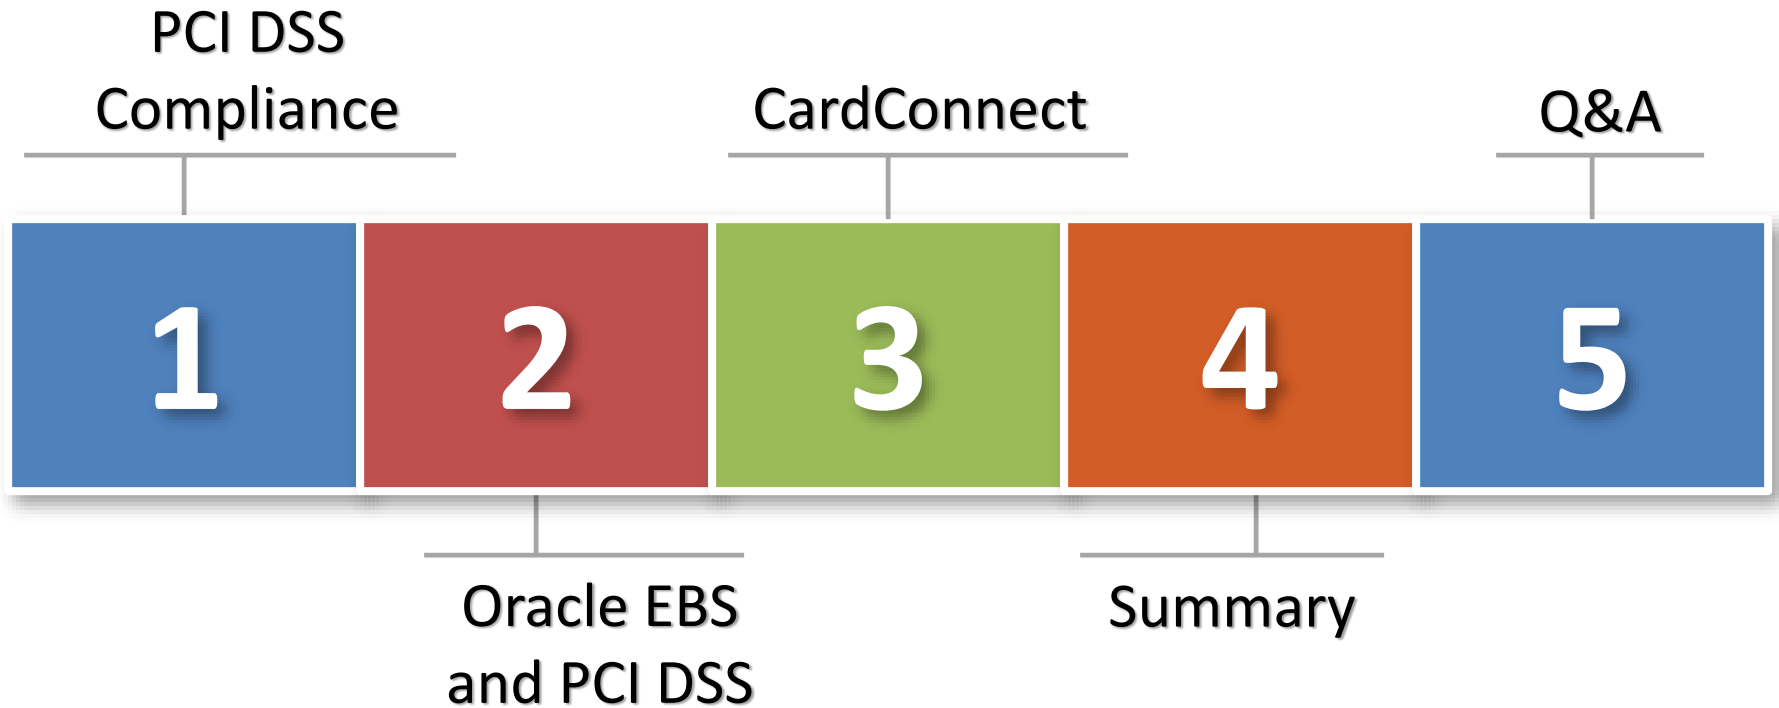 PCI DSS
Compliance
CardConnect
Q&A
1
2
3
4
5
Oracle EBS
and PCI DSS
Summary